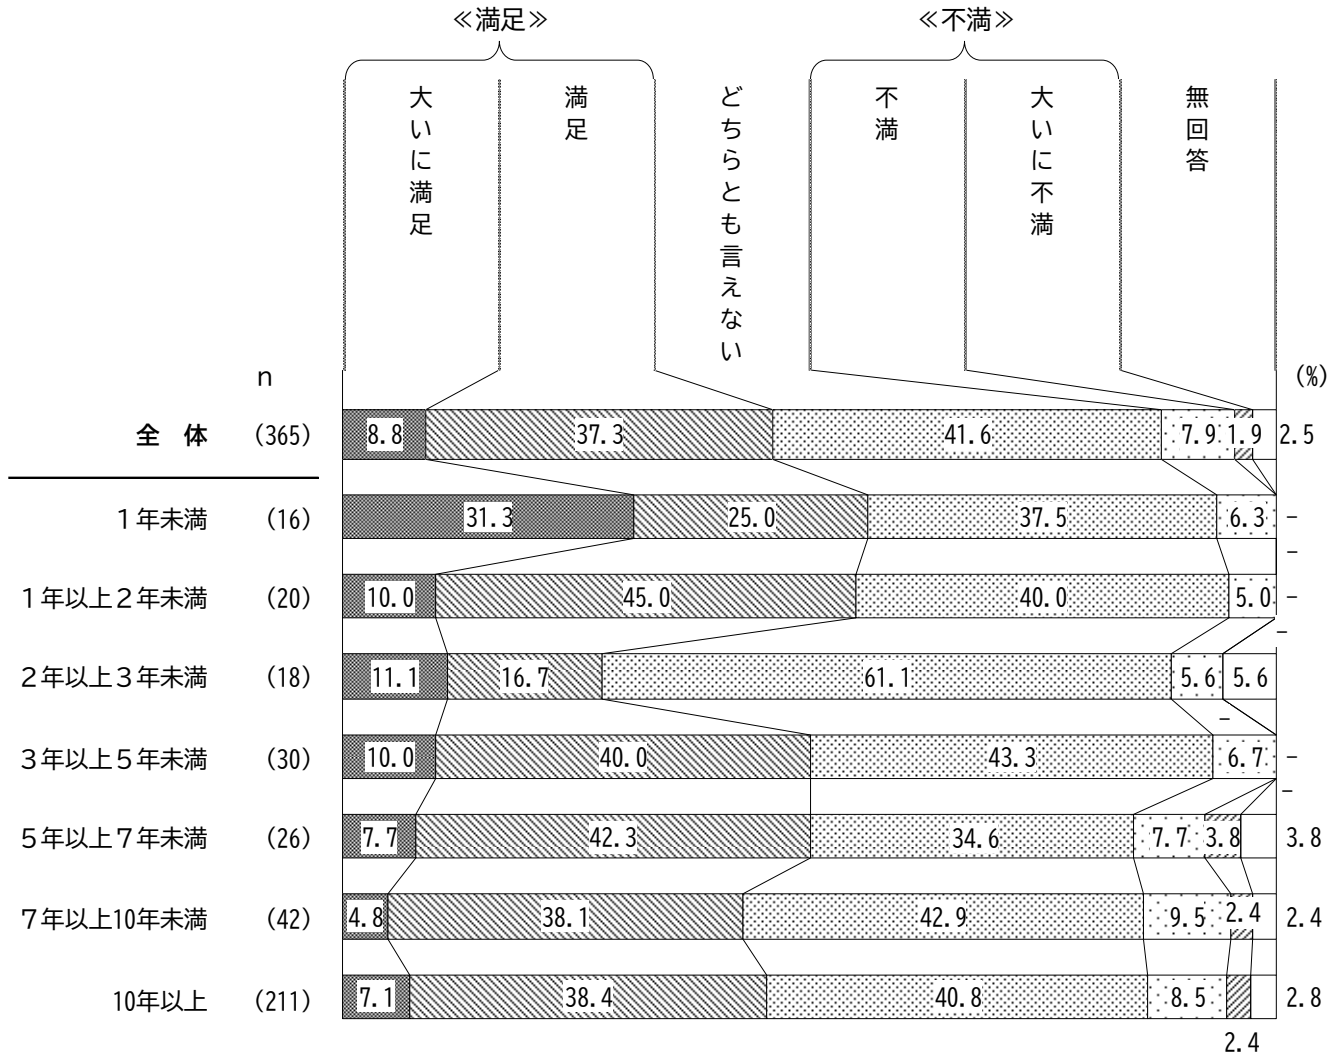 ≪満足≫ ≪不満≫
大いに満足
満足
どちらとも言えない
不満
大いに不満
無回答
n (%)
全 体 (365) 8.8 37.3 41.6 7.9 1.9 2.5
1年未満 (16) 31.3 25.0 37.5 6.3 -
-
1年以上2年未満 (20) 10.0 45.0 40.0 5.0 -
-
2年以上3年未満 (18) 11.1 16.7 61.1 5.6 5.6
-
3年以上5年未満 (30) 10.0 40.0 43.3 6.7 -
-
5年以上7年未満 (26) 7.7 42.3 34.6 7.7 3.8 3.8
7年以上10年未満 (42) 4.8 38.1 42.9 9.5 2.4 2.4
10年以上 (211) 7.1 38.4 40.8 8.5 2.8
2.4